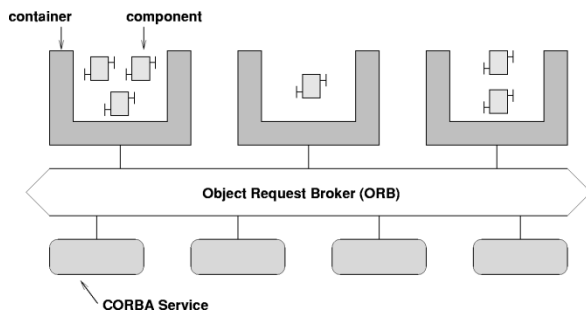 container
component
Object Request Broker (ORB)
CORBA Service